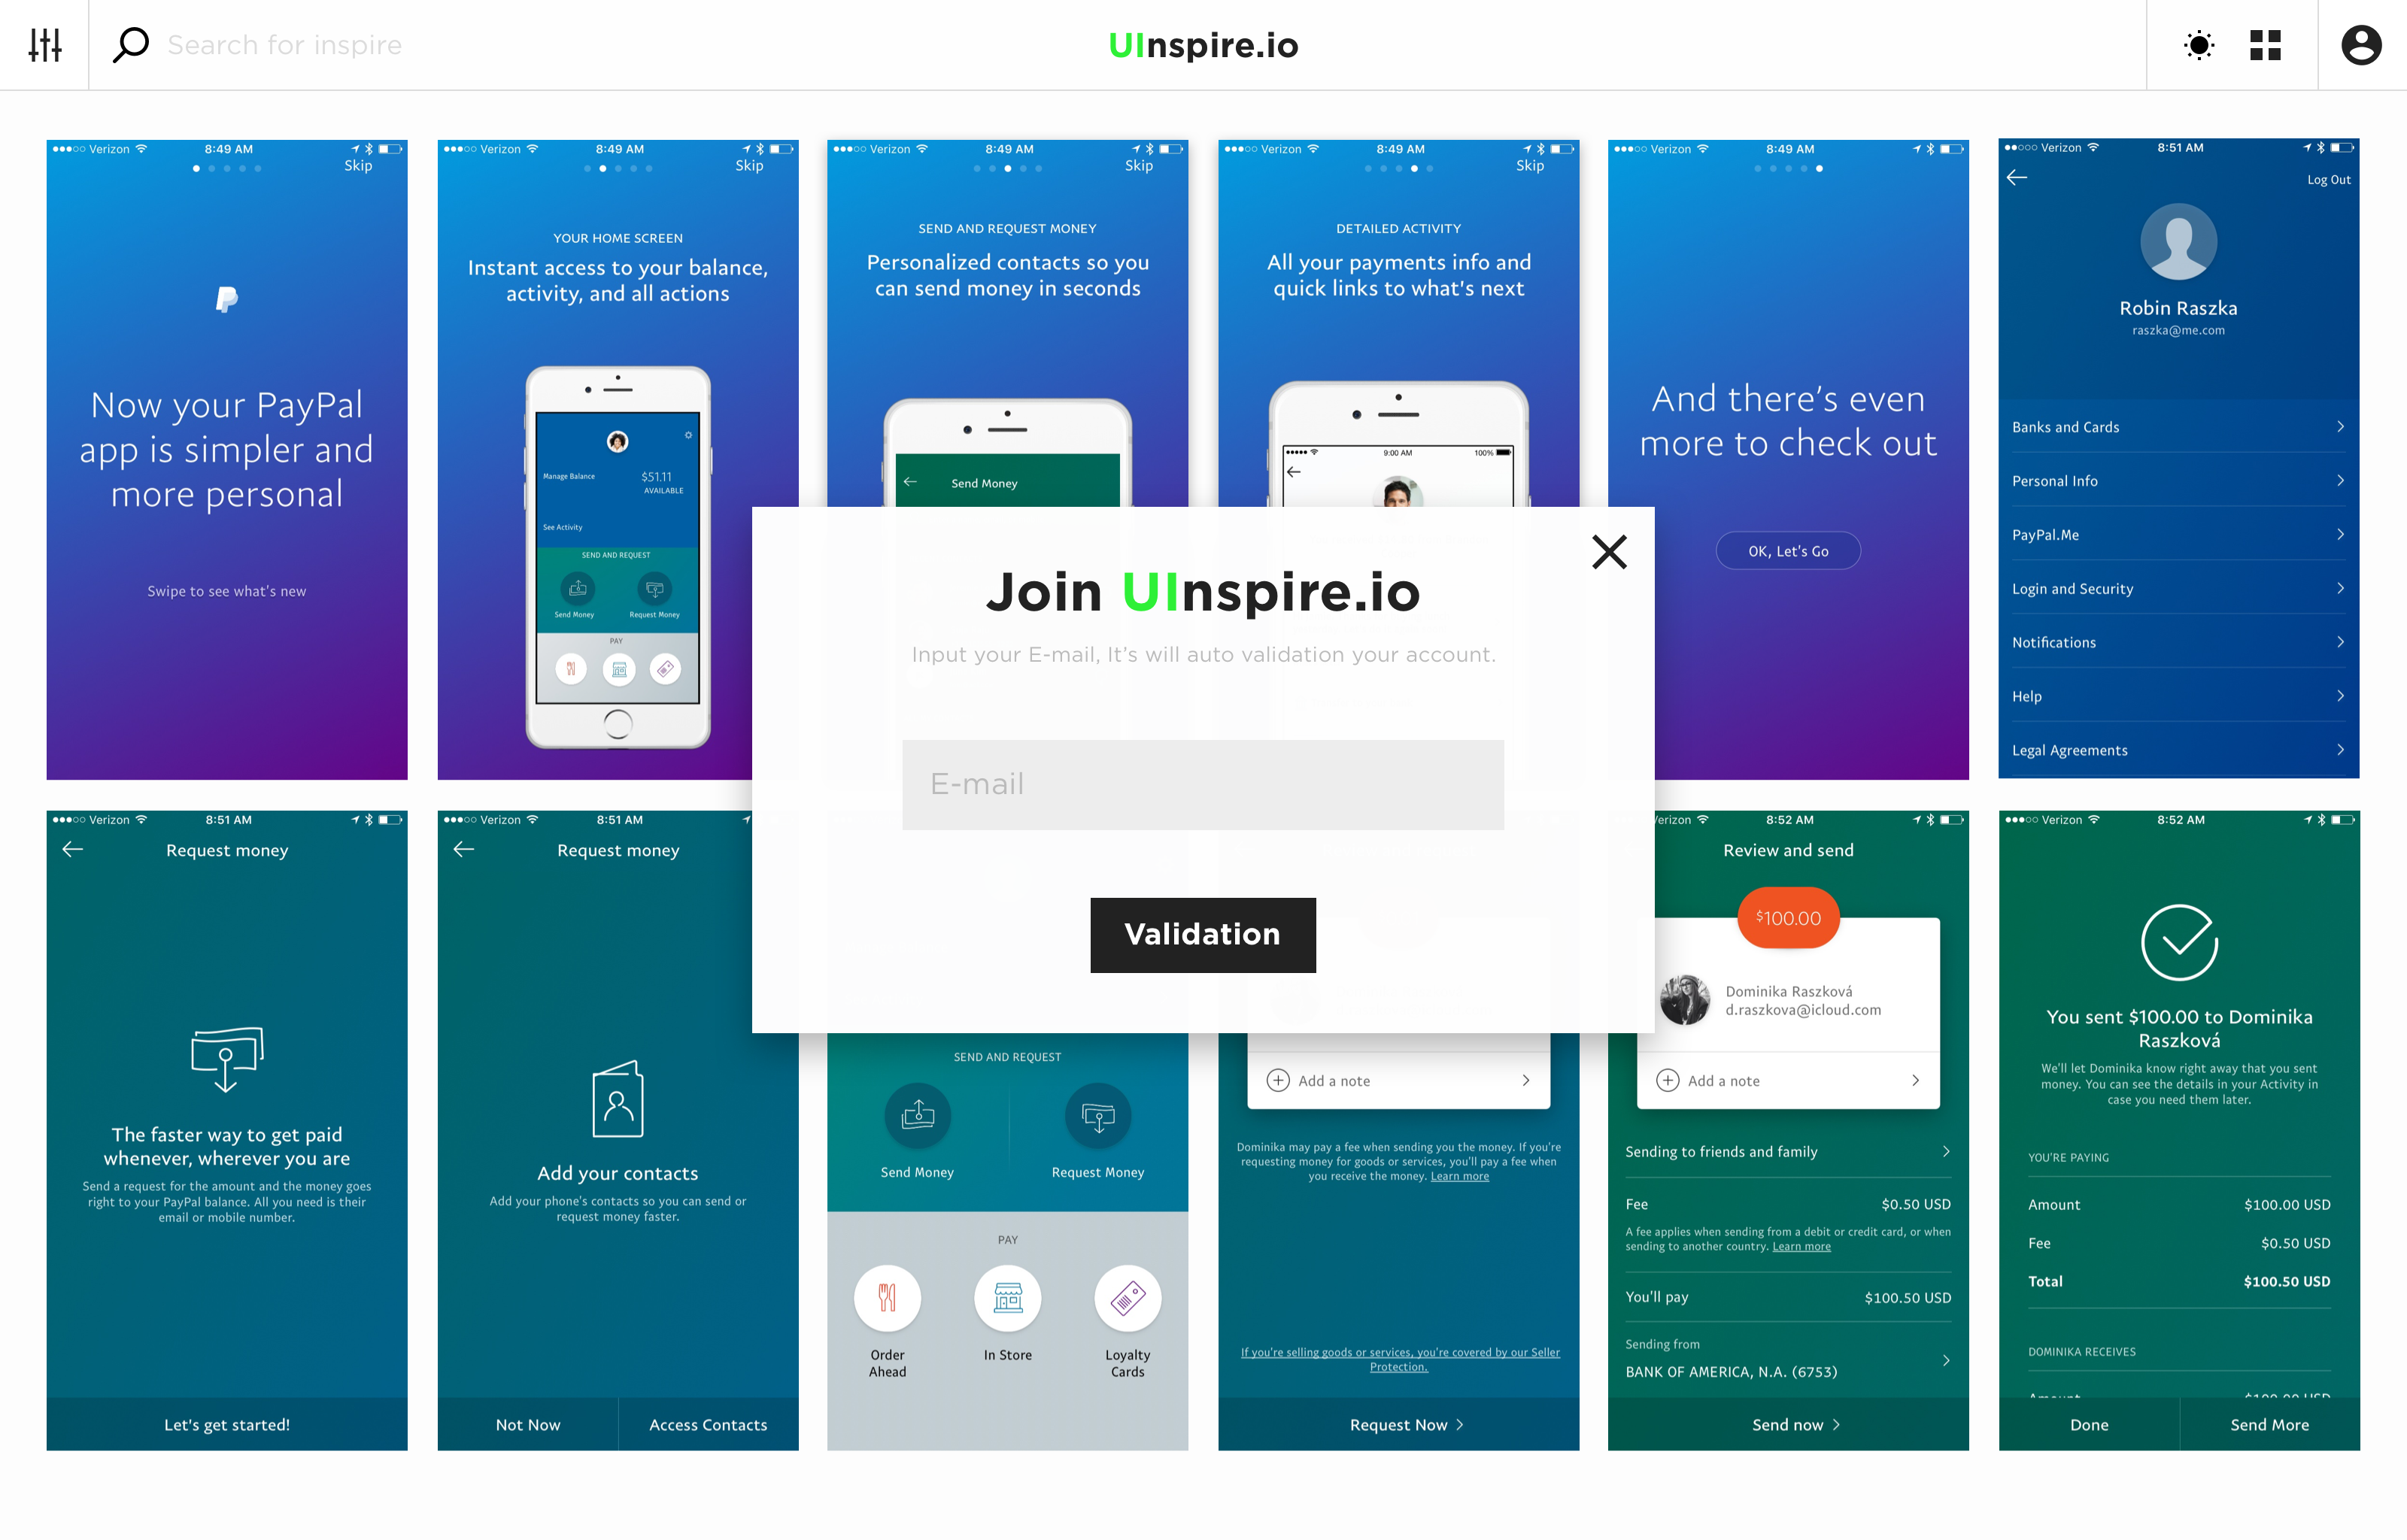 Search for inspire
UInspire.io
Verizon 8:49 AM
Skip
Now your PayPal
app is simpler and
more personal
Swipe to see what's new
Verizon 8:49 AM
Skip
YOUR HOME SCREEN
Instant access to your balance,
activity, and all actions
Manage Balance
$51.11
AVAILABLE
See Activity
SEND AND REQUEST
Send Money
Request Money
PAY
Verizon 8:49 AM
Skip
SEND AND REQUEST MONEY
Personalized contacts so you
can send money in seconds
Send Money
Verizon 8:49 AM
Skip
DETAILED ACTIVITY
All your payments info and
quick links to what's next
9:00 AM 100%
Verizon 8:49 AM
And there's even
more to check out
OK, Let's Go
Verizon 8:51 AM
Log Out
Robin Raszka
raszka@me.com
Banks and Cards
Personal Info
PayPal.Me
Login and Security
Notifications
Help
Legal Agreements
Join UInspire.io
Input your E-mail, It's will auto validation your account.
E-mail
Validation
Verizon 8:51 AM
Request money
The faster way to get paid
whenever, wherever you are
Send a request for the amount and the money goes
right to your PayPal balance. All you need is their
email or mobile number.
Let's get started!
Verizon 8:51 AM
Request money
Add your contacts
Add your phone's contacts so you can send or
request money faster.
Not Now
Access Contacts
SEND AND REQUEST
Send Money
Request Money
PAY
Order
Ahead
In Store
Loyalty
Cards
Add a note
Dominika may pay a fee when sending you the money. If you're
requesting money for goods or services, you'll pay a fee when
you receive the money. Learn more
If you're selling goods or services, you're covered by our Seller
Protection.
Request Now
Verizon 8:52 AM
Review and send
$100.00
Dominika Raszková
d.raszkova@icloud.com
Add a note
Sending to friends and family
Fee $0.50 USD
A fee applies when sending from a debit or credit card, or when
sending to another country. Learn more
You'll pay $100.50 USD
Sending from
BANK OF AMERICA, N.A. (6753)
Send now
Verizon 8:52 AM
You sent $100.00 to Dominika
Raszková
We'll let Dominika know right away that you sent
money. You can see the details in your Activity in
case you need them later.
YOU'RE PAYING
Amount $100.00 USD
Fee $0.50 USD
Total $100.50 USD
DOMINIKA RECEIVES
Done
Send More